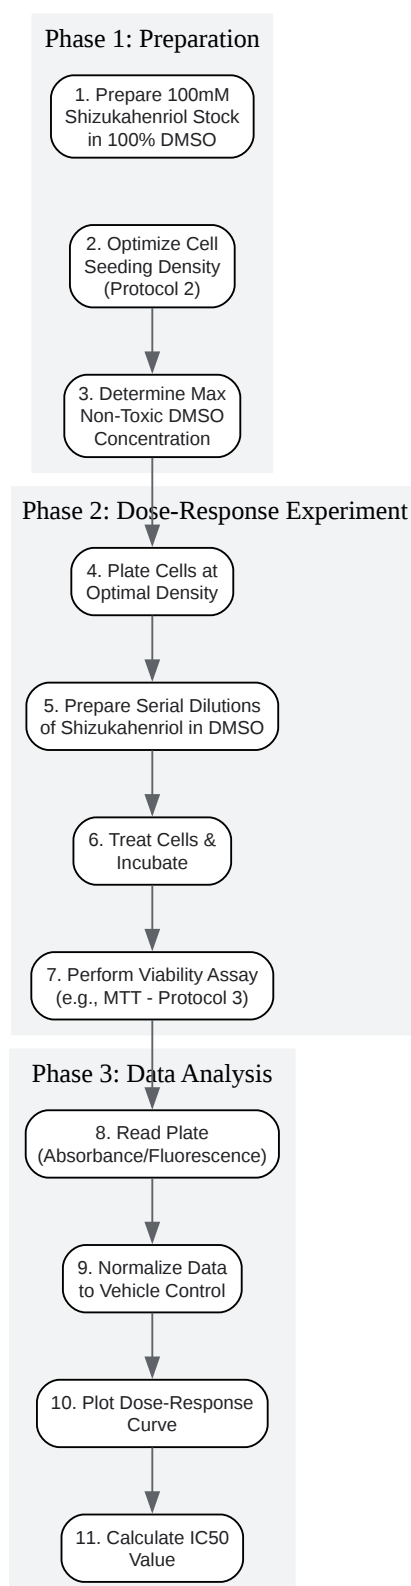 Phase 1: Preparation
1. Prepare 100mM
Shizukahenriol Stock
in 100% DMSO
2. Optimize Cell
Seeding Density
(Protocol 2)
3. Determine Max
Non-Toxic DMSO
Concentration
Phase 2: Dose-Response Experiment
4. Plate Cells at
Optimal Density
5. Prepare Serial Dilutions
of Shizukahenriol in DMSO
6. Treat Cells &
Incubate
7. Perform Viability Assay
(e.g., MTT - Protocol 3)
Phase 3: Data Analysis
8. Read Plate
(Absorbance/Fluorescence)
9. Normalize Data
to Vehicle Control
10. Plot Dose-Response
Curve
11. Calculate IC50
Value